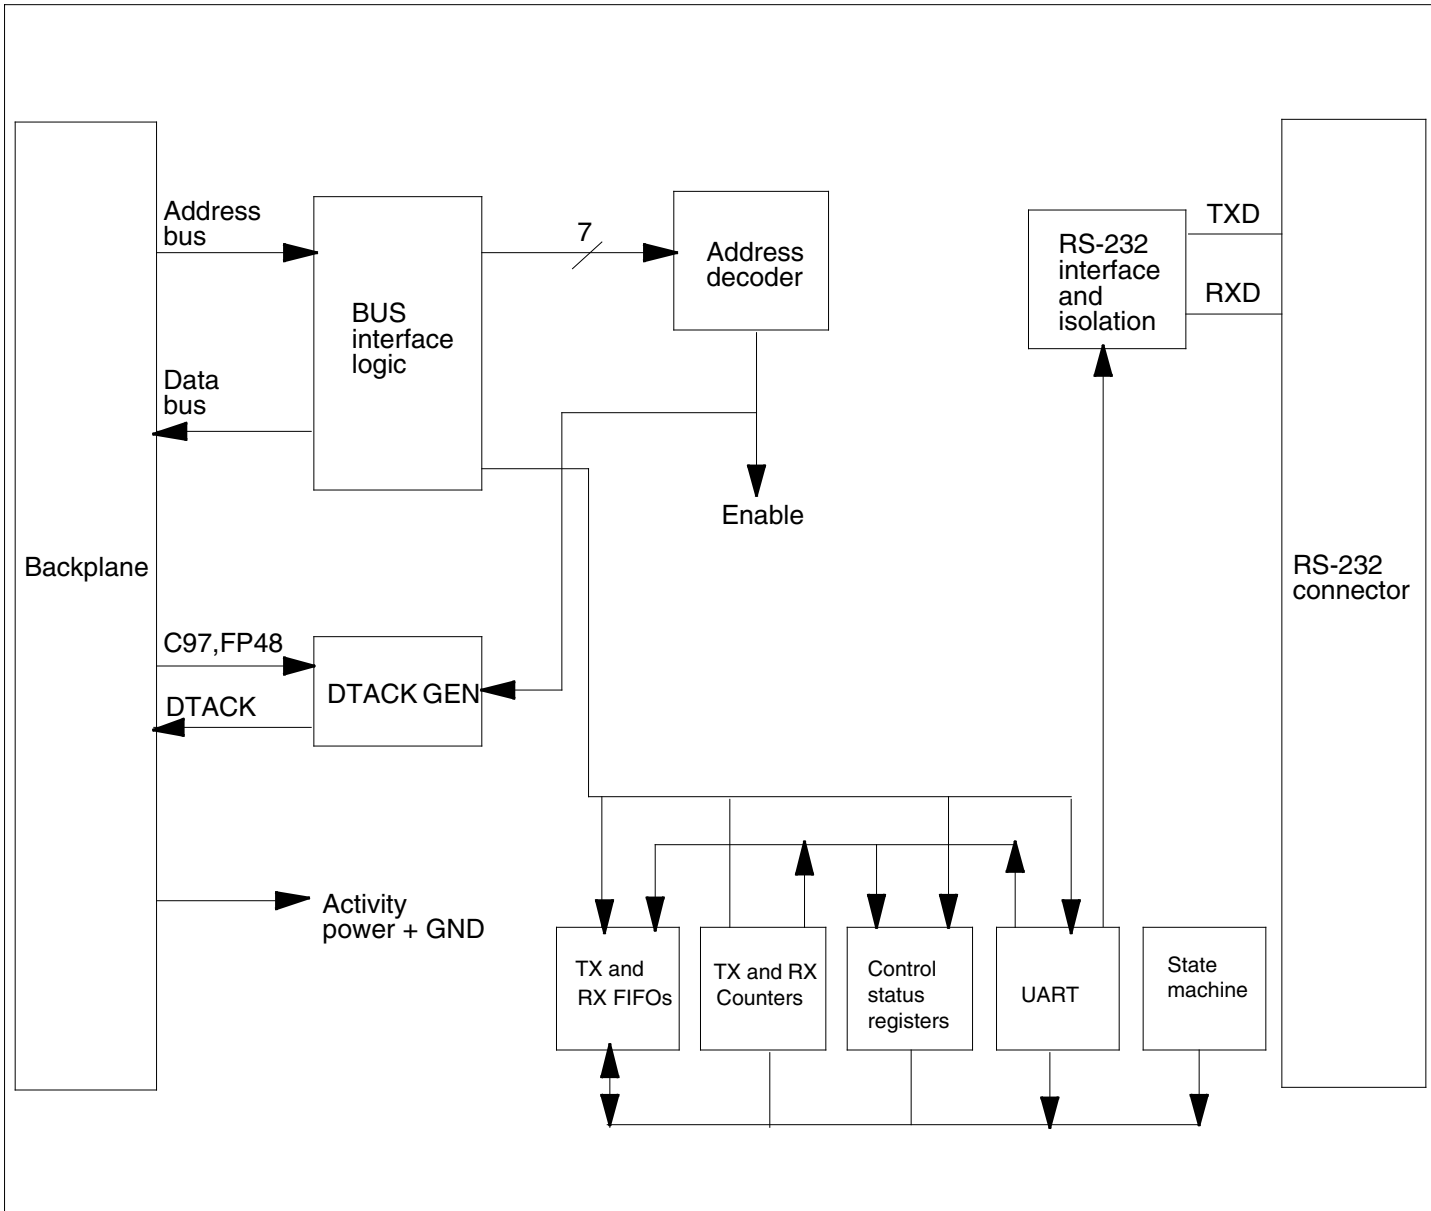 Address
bus
7
Address
decoder
TXD
RS-232
interface
and
isolation
RXD
BUS
interface
logic
Data
bus
Enable
Backplane
RS-232
connector
C97,FP48
DTACK GEN
DTACK
Activity
power + GND
TX and
RX FIFOs
TX and RX
Counters
Control
status
registers
UART
State
machine